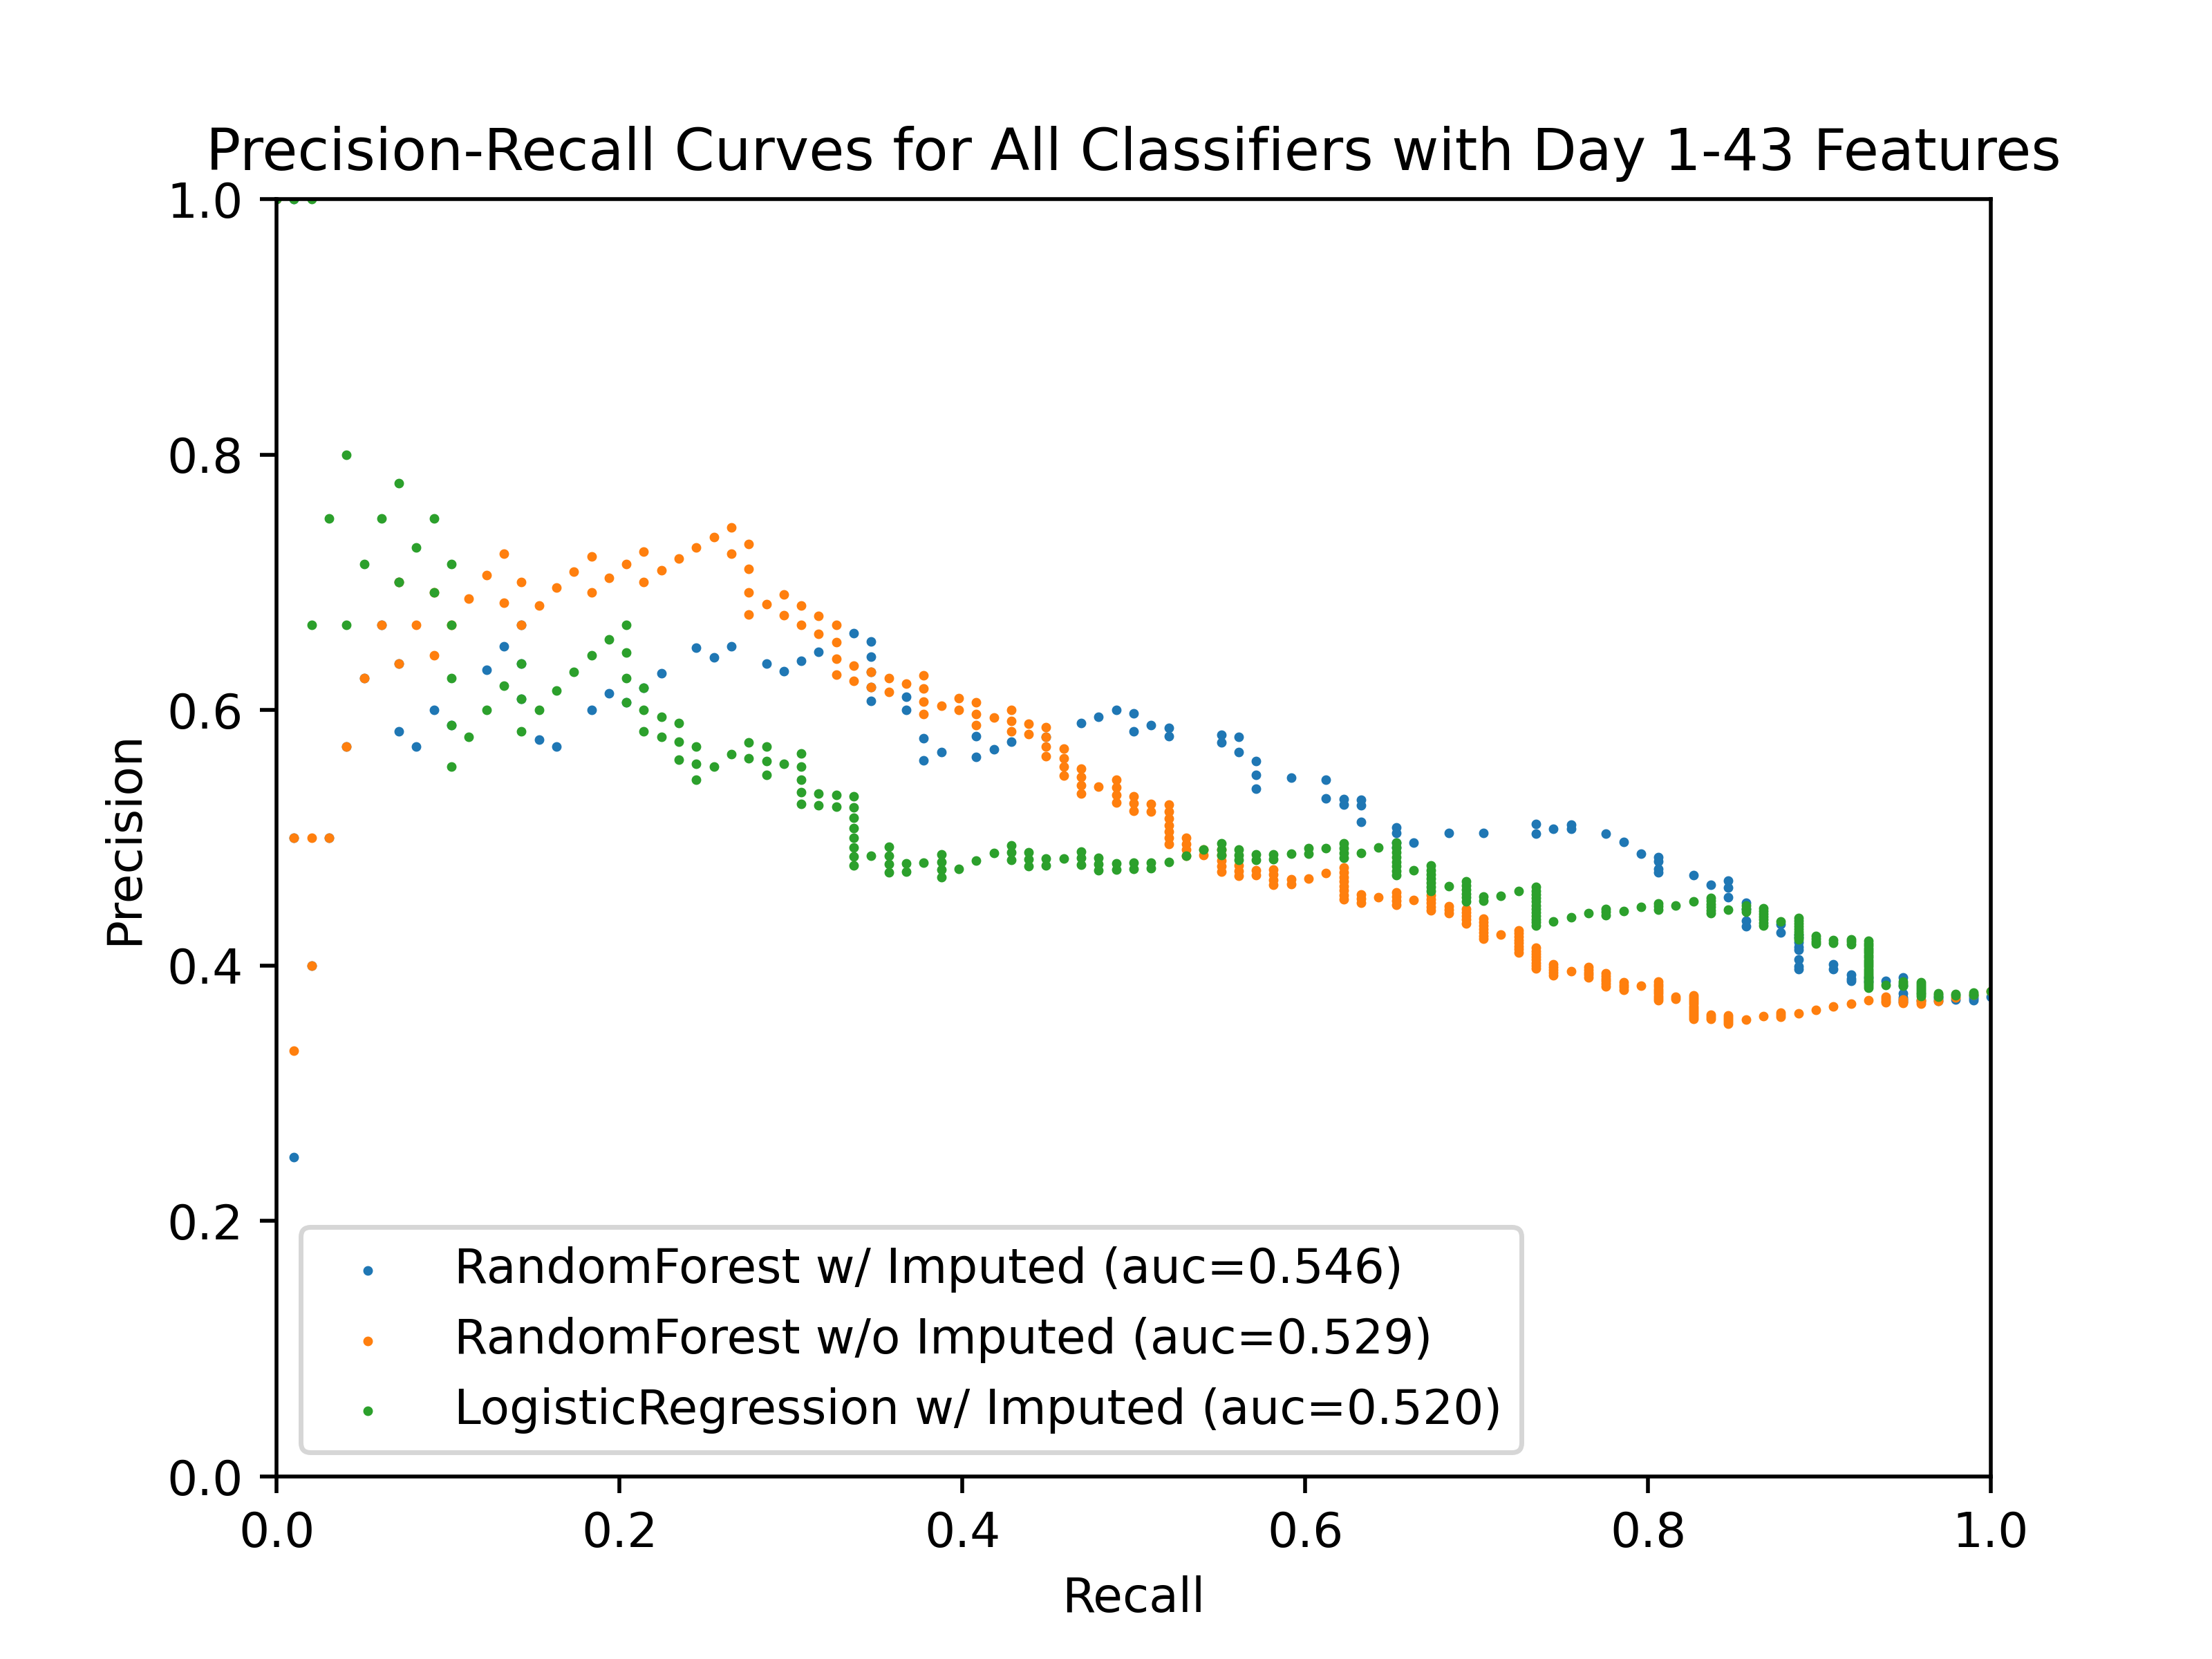 Precision-Recall Curves for All Classifiers with Day 1-43 Features
1.0
0.8
0.6
0.4
0.2
0.0
Precision
RandomForest w/ Imputed (auc=0.546)
RandomForest w/o Imputed (auc=0.529)
LogisticRegression w/ Imputed (auc=0.520)
0.0 0.2 0.4 0.6 0.8 1.0
Recall